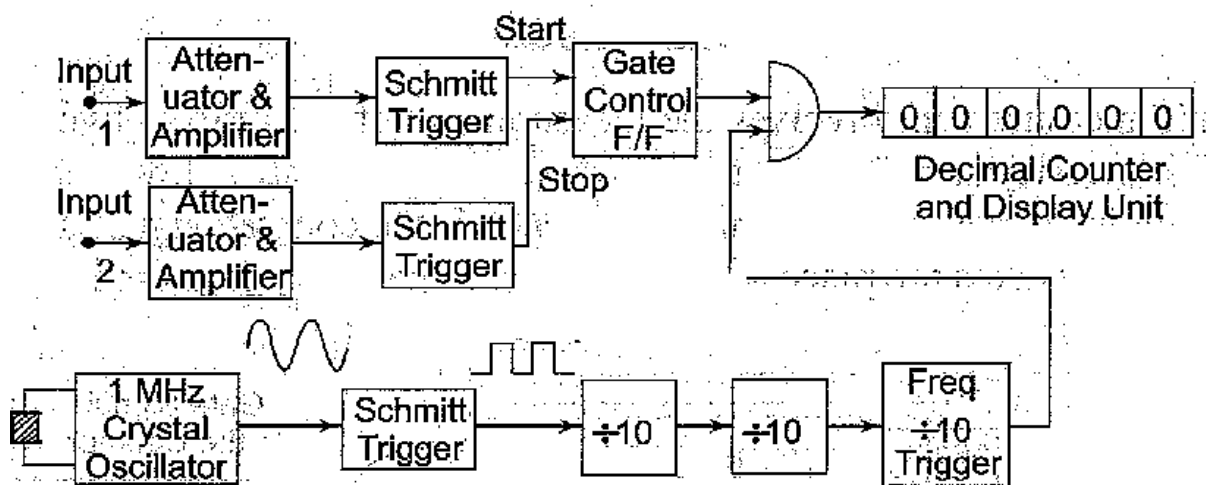 Start
Input
1
Atten-
uator &
Amplifier
Schmitt
Trigger
Gate
Control
F/F
0 0 0 0 0 0
Decimal Counter
and Display Unit
Stop
Input
2
Atten-
uator &
Amplifier
Schmitt
Trigger
1 MHz
Crystal
Oscillator
Schmitt
Trigger
÷10
÷10
Freq
÷10
Trigger